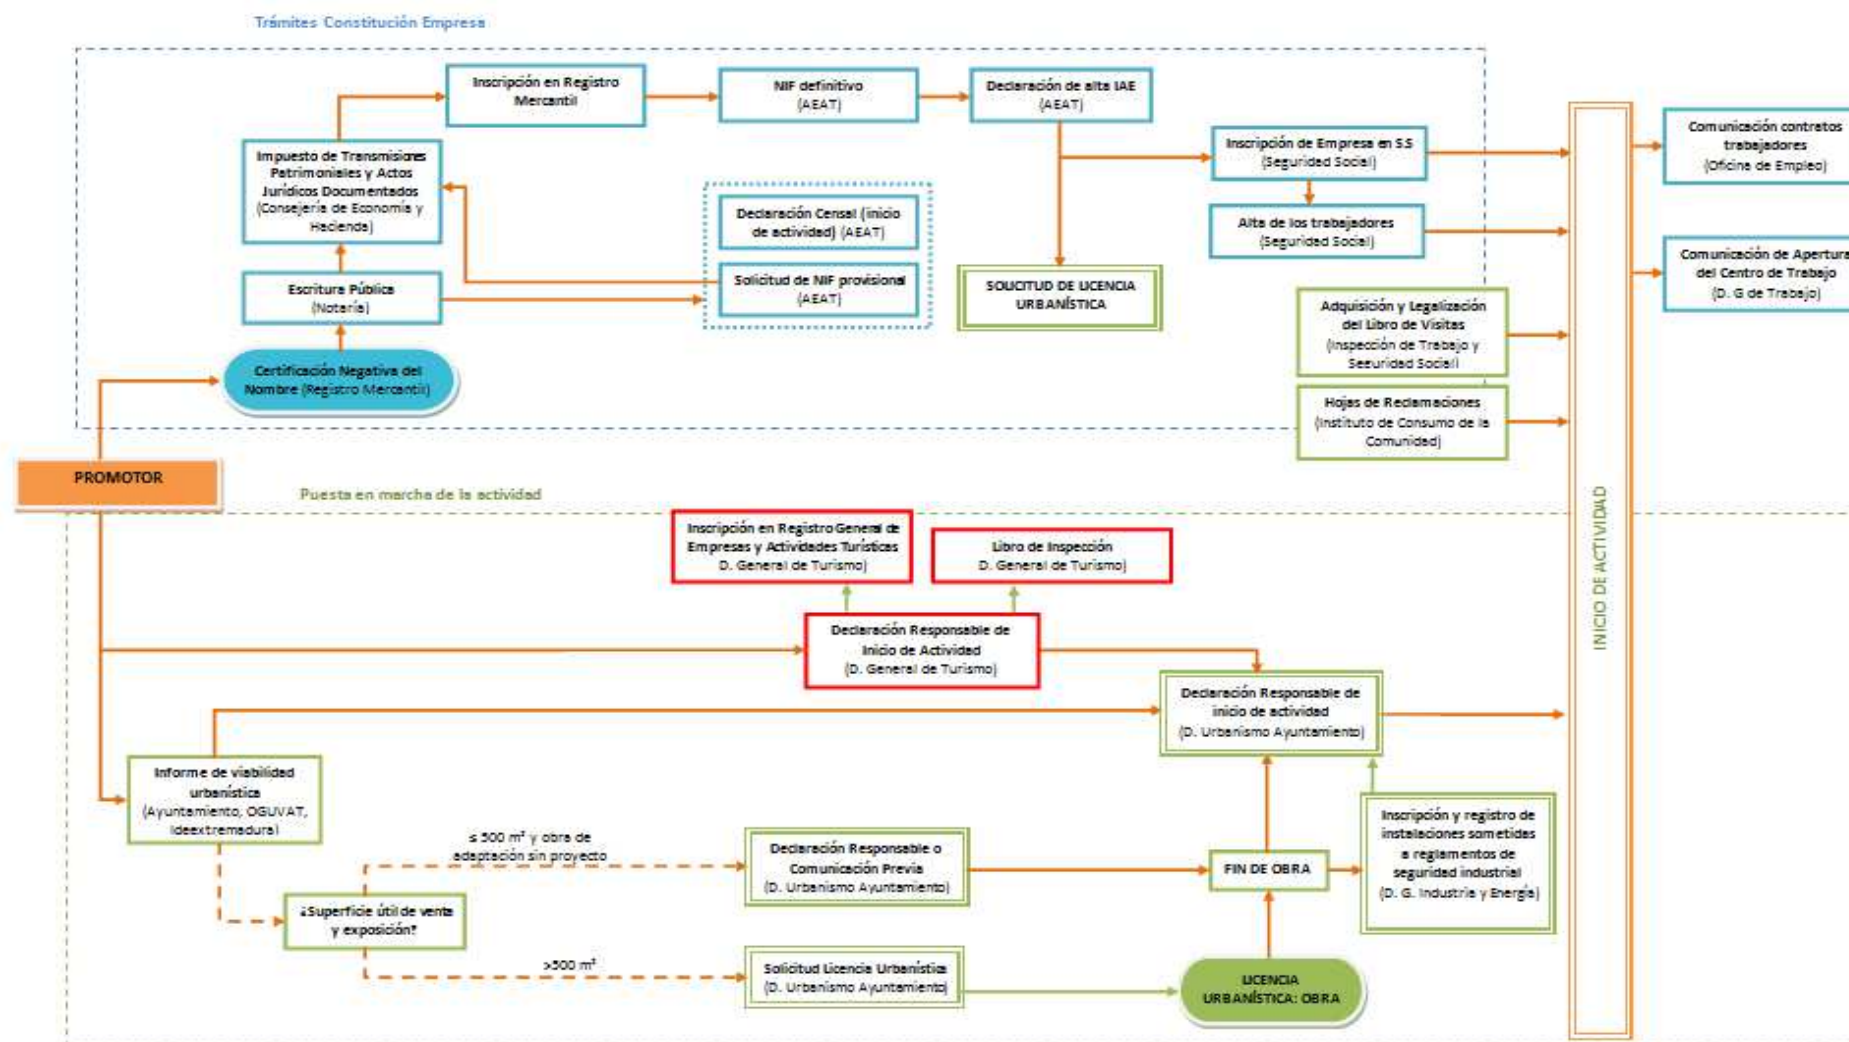 Trámites Constitución Empresa
Inscripción en Registro
Mercantil
NIF definitivo
(AEAT)
Declaración de alta IAE
(AEAT)
Impuesto de Transmisiones
Patrimoniales y Actos
Jurídicos Documentados
(Consejería de Economía y
Hacienda)
Inscripción de Empresa en S.S
(Seguridad Social)
Comunicación contratos
trabajadores
(Oficina de Empleo)
Declaración Censal (inicio
de actividad) (AEAT)
Alta de los trabajadores
(Seguridad Social)
Escritura Pública
(Notaría)
Solicitud de NIF provisional
(AEAT)
SOLICITUD DE LICENCIA
URBANÍSTICA
Comunicación de Apertura
del Centro de Trabajo
(D. G de Trabajo)
Adquisición y Legalización
del Libro de Visitas
(Inspección de Trabajo y
Seguridad Social)
Certificación Negativa del
Nombre (Registro Mercantil)
Hojas de Reclamaciones
(Instituto de Consumo de la
Comunidad)
PROMOTOR
Puesta en marcha de la actividad
INICIO DE ACTIVIDAD
Inscripción en Registro General de
Empresas y Actividades Turísticas
D. General de Turismo)
Libro de Inspección
D. General de Turismo)
Declaración Responsable de
Inicio de Actividad
(D. General de Turismo)
Declaración Responsable de
inicio de actividad
(D. Urbanismo Ayuntamiento)
Informe de viabilidad
urbanística
(Ayuntamiento, OGUVAT,
Ideextremadura)
≤ 500 m² y obra de
adaptación sin proyecto
Declaración Responsable o
Comunicación Previa
(D. Urbanismo Ayuntamiento)
FIN DE OBRA
Inscripción y registro de
instalaciones sometidas
a reglamentos de
seguridad industrial
(D. G. Industria y Energía)
¿Superficie útil de venta
y exposición?
>500 m²
Solicitud Licencia Urbanística
(D. Urbanismo Ayuntamiento)
LICENCIA
URBANÍSTICA: OBRA